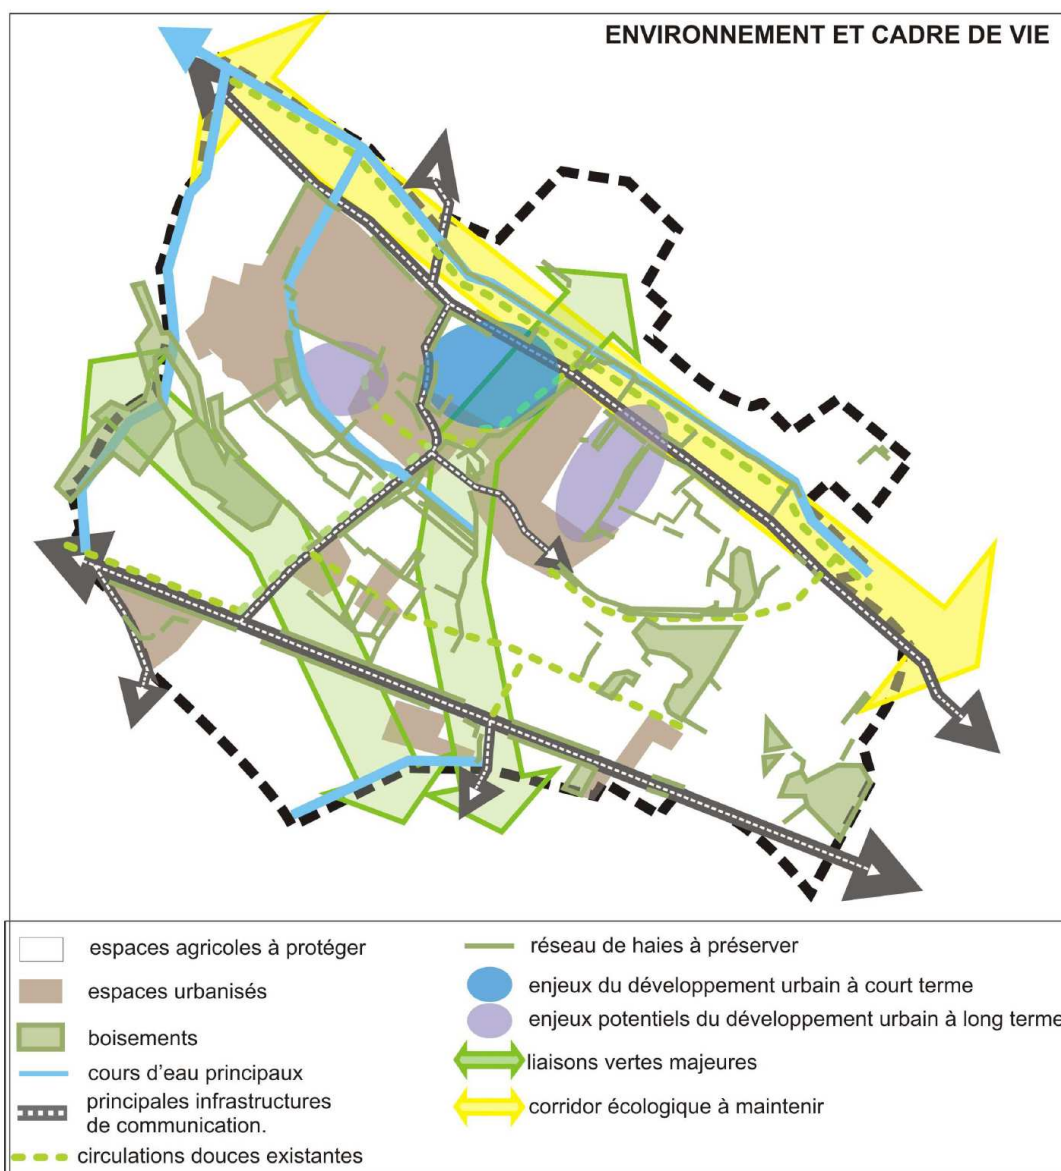 ENVIRONNEMENT ET CADRE DE VIE
espaces agricoles à protéger
espaces urbanisés
boisements
cours d'eau principaux
principales infrastructures
de communication.
circulations douces existantes
réseau de haies à préserver
enjeux du développement urbain à court terme
enjeux potentiels du développement urbain à long terme
liaisons vertes majeures
corridor écologique à maintenir